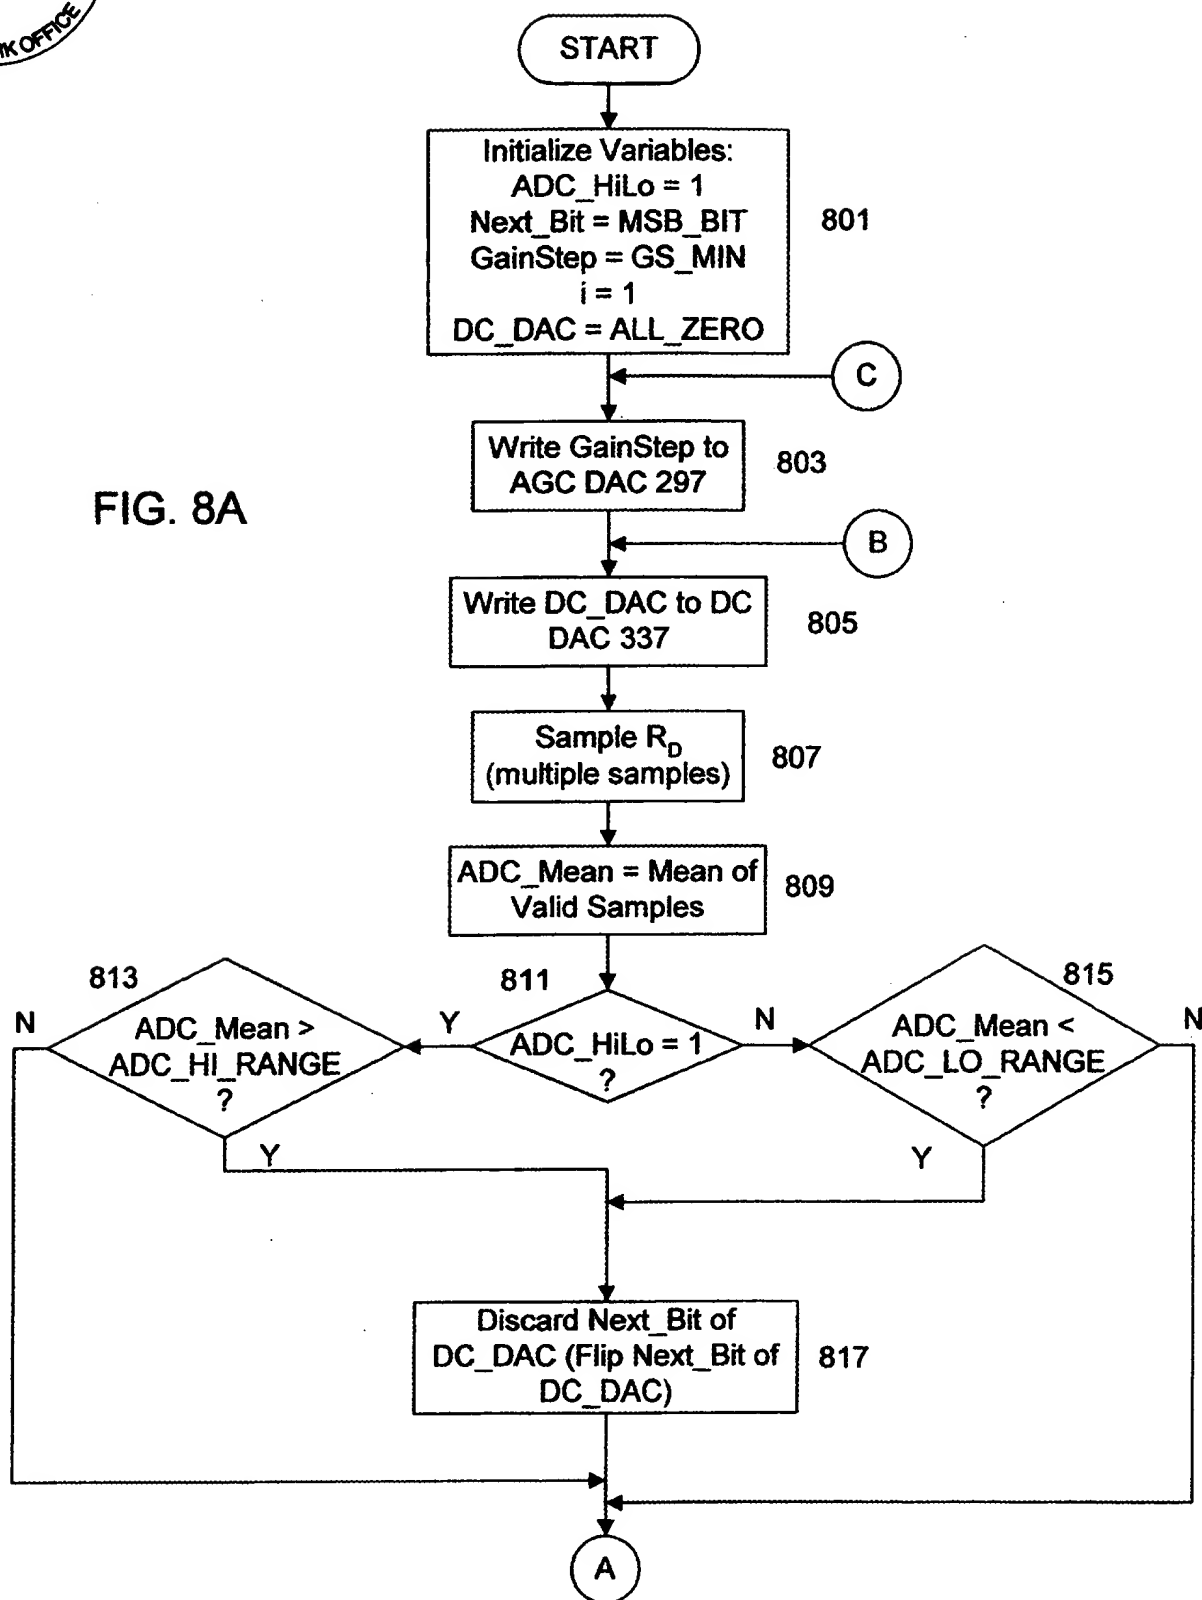 K OFFICE
START
Initialize Variables:
ADC_HiLo = 1
Next_Bit = MSB_BIT
GainStep = GS_MIN
i = 1
DC_DAC = ALL_ZERO
801
C
Write GainStep to
AGC DAC 297
803
FIG. 8A
B
Write DC_DAC to DC
DAC 337
805
Sample RD
(multiple samples)
807
ADC_Mean = Mean of
Valid Samples
809
813
811
815
N
ADC_Mean >
ADC_HI_RANGE
?
Y
ADC_HiLo = 1
?
N
ADC_Mean <
ADC_LO_RANGE
?
N
Y
Y
Discard Next_Bit of
DC_DAC (Flip Next_Bit of
DC_DAC)
817
A